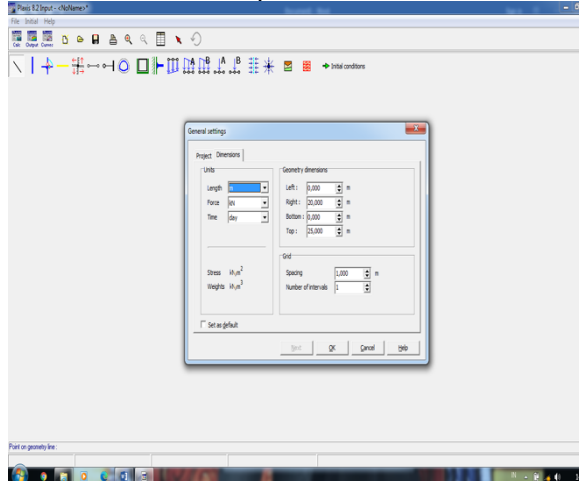 Plaxis 8.2 Input - <NoName>*
File Initial Help
Calc Output Curves
Initial conditions
General settings
Project Dimensions
Units
Length m
Force kN
Time day
Stress kN/m2
Weights kN/m3
Geometry dimensions
Left : 0,000 m
Right : 20,000 m
Bottom : 0,000 m
Top : 25,000 m
Grid
Spacing 1,000 m
Number of intervals 1
Set as default
Next OK Cancel Help
Point on geometry line :
IN